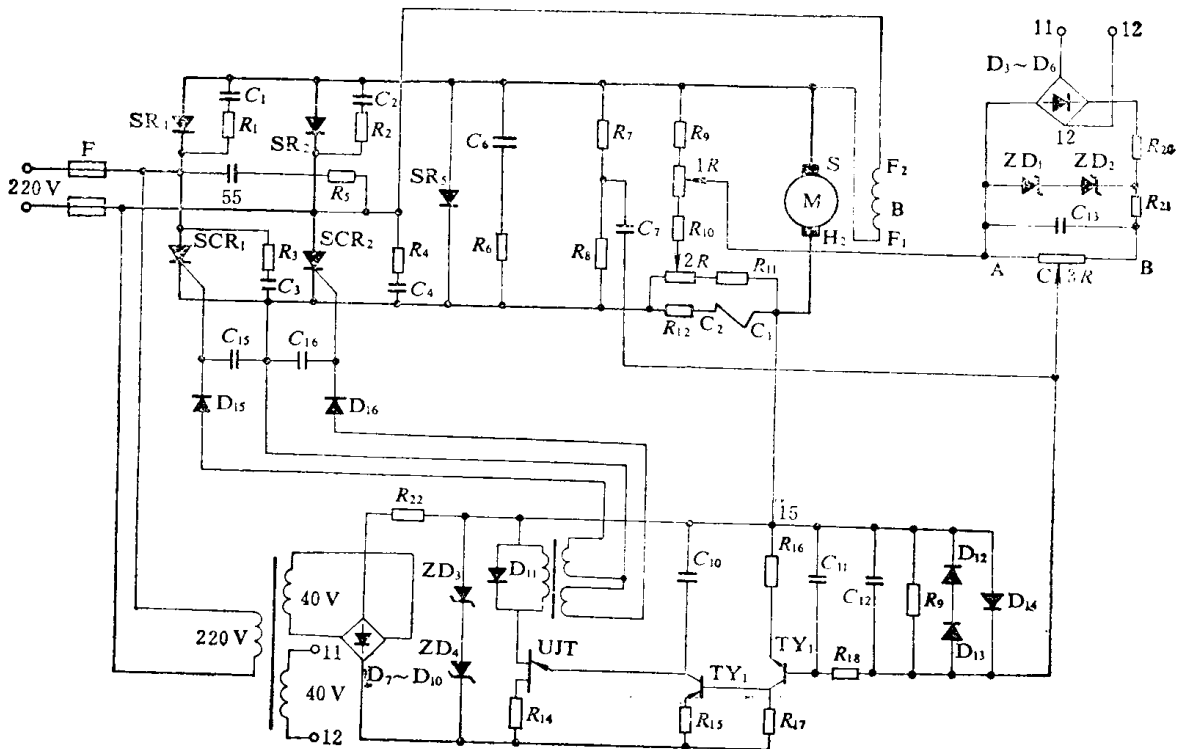 11 12
D₃～D₆
C₁ C₂
SR₁ R₁ SR₂ R₂
R₇ R₉
C₆
12
R₂₀
F
F₂
SR₅ 1R S
ZD₁ ZD₂
55 R₅
220 V
M B
R₂₁
C₁₃
SCR₁ SCR₂
R₃ R₄ R₆ R₈ C₇ R₁₀ H₂ F₁
A C 3R B
2R R₁₁
C₃ C₄
R₁₂ C₂ C₁
C₁₅ C₁₆
D₁₅ D₁₆
R₂₂
15
R₁₆
C₁₀ C₁₁ D₁₂
ZD₃ D₁₁
40 V
C₁₂ R₉ D₁₄
220 V
UJT TY₁
11
ZD₄ D₁₃
D₇～D₁₀
TY₁ R₁₈
40 V
R₁₄ R₁₅ R₁₇
12